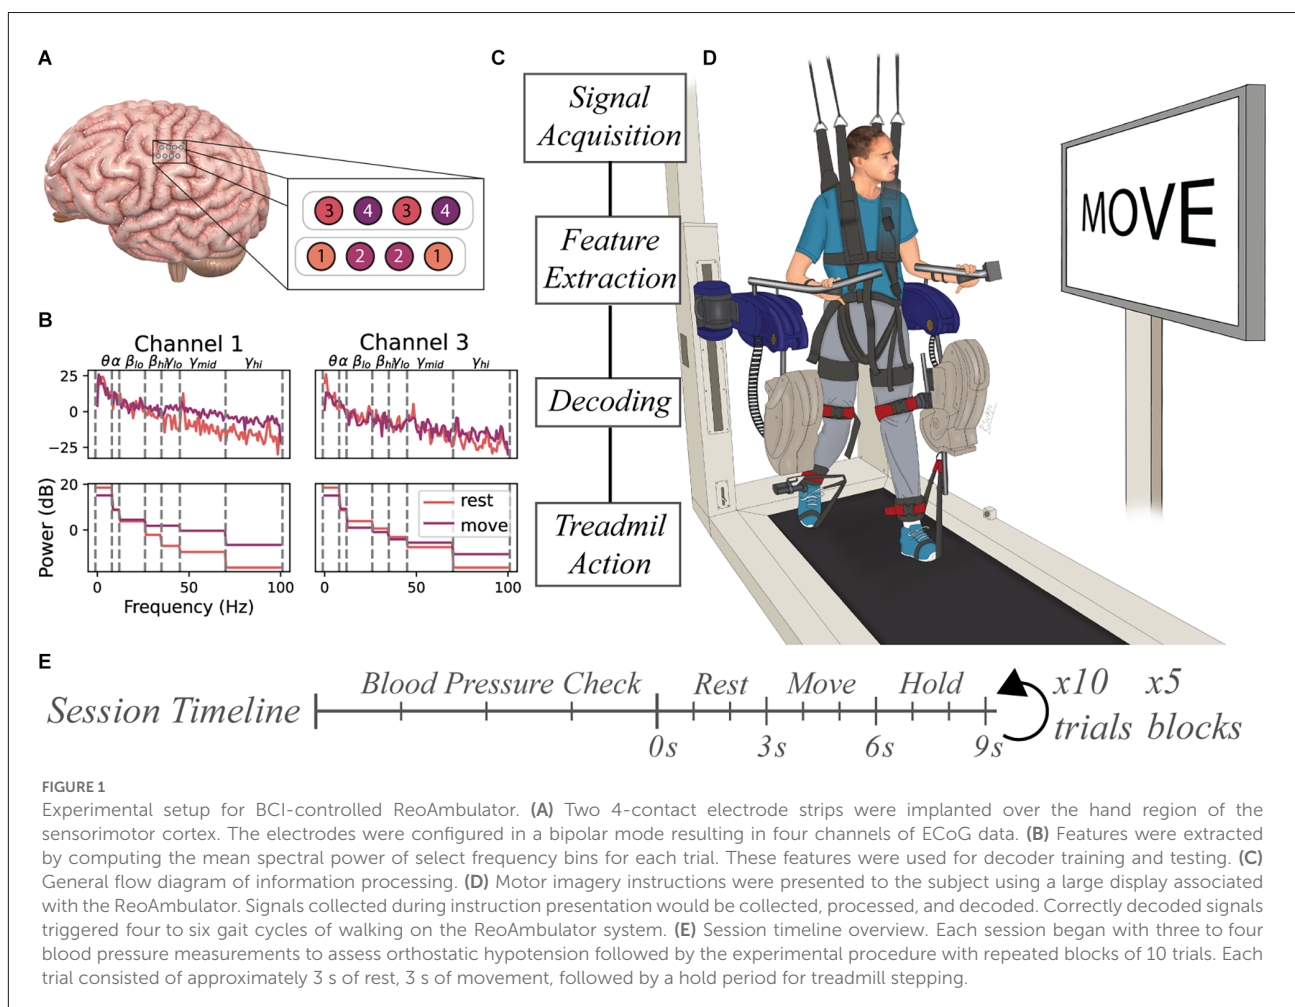 A
3 4 3 4
1 2 2 1
B
Channel 1
θ α βlo βhi γlo γmid γhi
25
0
−25
Channel 3
θ α βlo βhi γlo γmid γhi
20
0
rest
move
Power (dB)
0 100
0 100
Frequency (Hz)
C
Signal
Acquisition
Feature
Extraction
Decoding
Treadmil
Action
D
MOVE
E
Session Timeline
Blood Pressure Check Rest Move Hold
0s 3s 6s 9s
x10 x5
trials blocks
FIGURE 1
Experimental setup for BCI-controlled ReoAmbulator. (A) Two 4-contact electrode strips were implanted over the hand region of the
sensorimotor cortex. The electrodes were configured in a bipolar mode resulting in four channels of ECoG data. (B) Features were extracted
by computing the mean spectral power of select frequency bins for each trial. These features were used for decoder training and testing. (C)
General flow diagram of information processing. (D) Motor imagery instructions were presented to the subject using a large display associated
with the ReoAmbulator. Signals collected during instruction presentation would be collected, processed, and decoded. Correctly decoded signals
triggered four to six gait cycles of walking on the ReoAmbulator system. (E) Session timeline overview. Each session began with three to four
blood pressure measurements to assess orthostatic hypotension followed by the experimental procedure with repeated blocks of 10 trials. Each
trial consisted of approximately 3 s of rest, 3 s of movement, followed by a hold period for treadmill stepping.